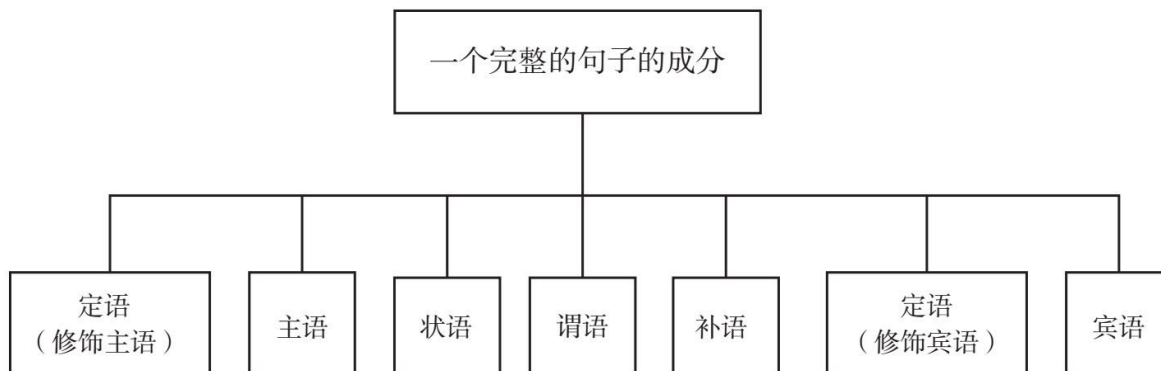 一个完整的句子的成分
定语
（修饰主语）
主语
状语
谓语
补语
定语
（修饰宾语）
宾语